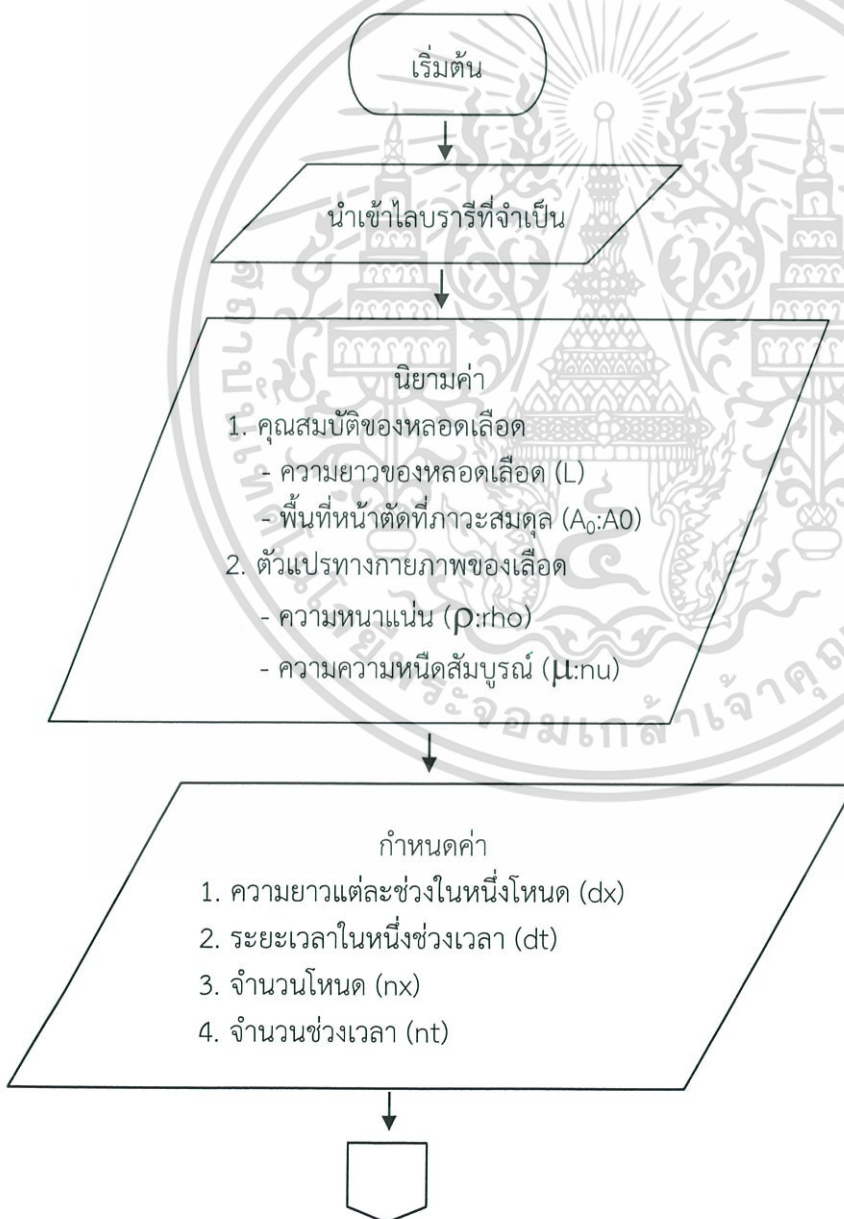 เริ่มต้น
นำเข้าไลบรารีที่จำเป็น
นิยามค่า
1. คุณสมบัติของหลอดเลือด
- ความยาวของหลอดเลือด (L)
- พื้นที่หน้าตัดที่ภาวะสมดุล (A₀:A0)
2. ตัวแปรทางกายภาพของเลือด
- ความหนาแน่น (ρ:rho)
- ความความหนืดสัมบูรณ์ (μ:nu)
กำหนดค่า
1. ความยาวแต่ละช่วงในหนึ่งโหนด (dx)
2. ระยะเวลาในหนึ่งช่วงเวลา (dt)
3. จำนวนโหนด (nx)
4. จำนวนช่วงเวลา (nt)